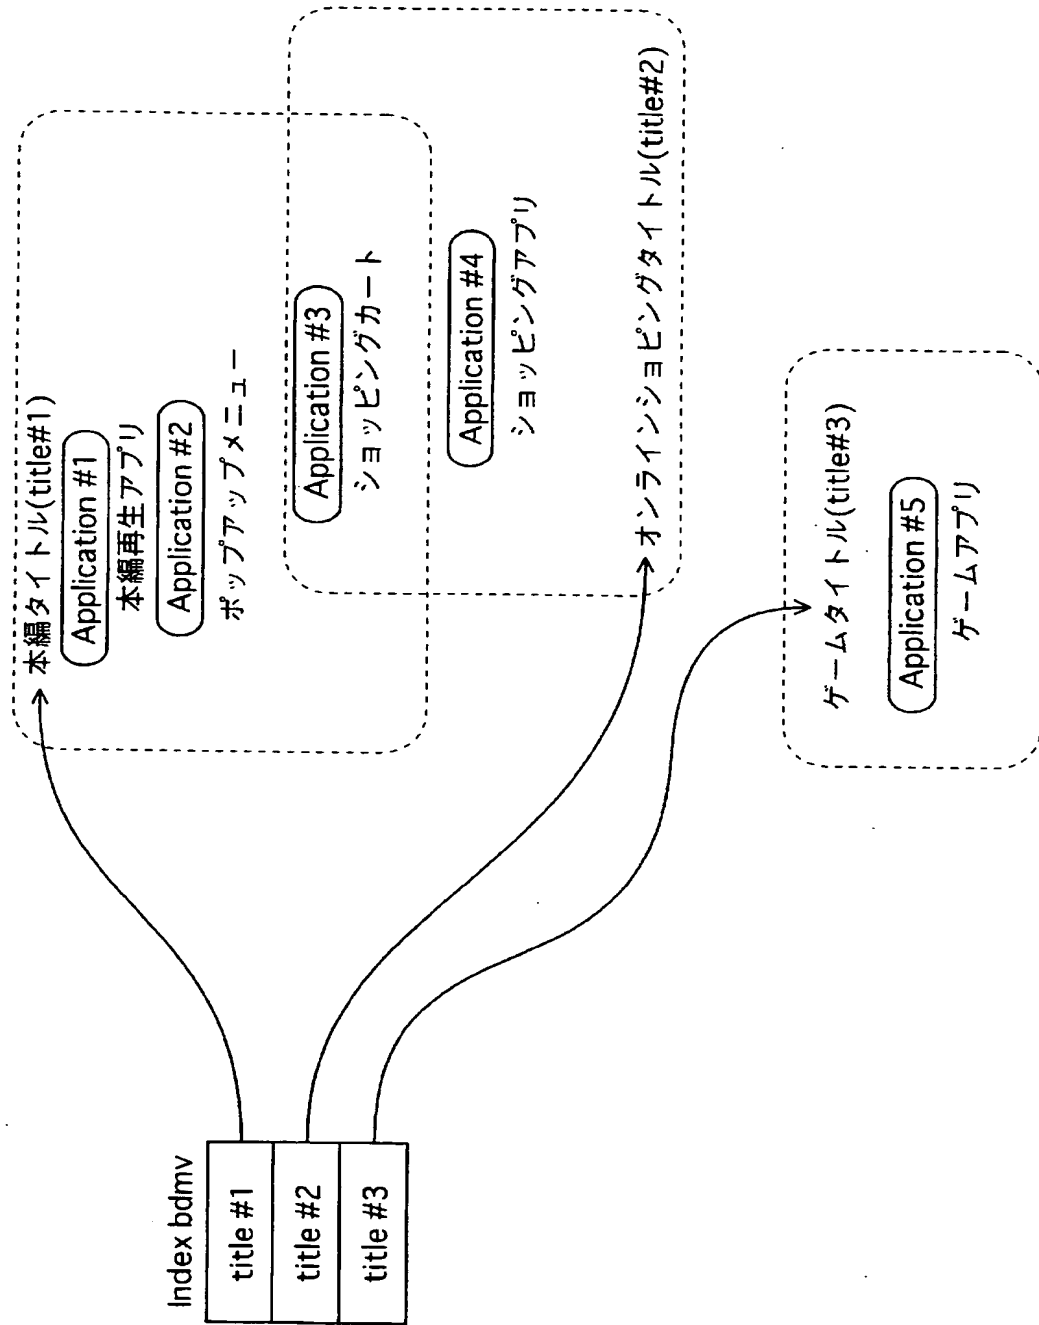 Index bdmv
title #1
title #2
title #3
本編タイトル(title#1)
Application #1
本編再生アプリ
Application #2
ポップアップメニュー
Application #3
ショッピングカート
Application #4
ショッピングアプリ
オンラインショピングタイトル(title#2)
ゲームタイトル(title#3)
Application #5
ゲームアプリ